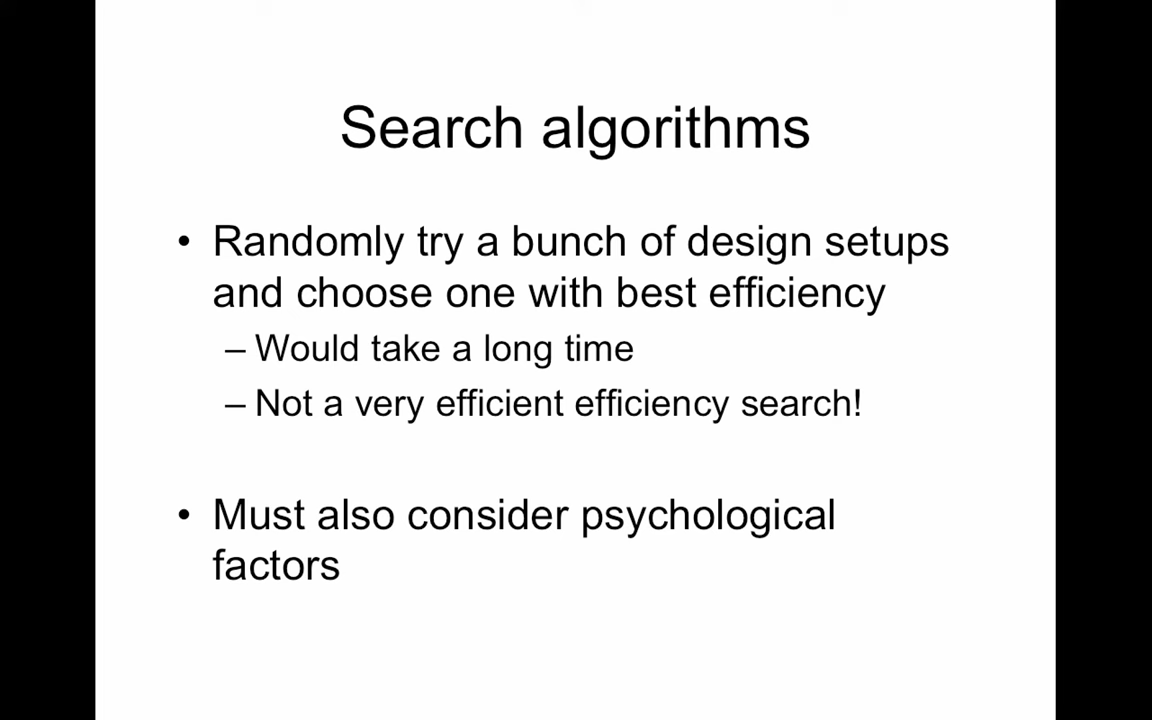 Search algorithms
• Randomly try a bunch of design setups
and choose one with best efficiency
– Would take a long time
– Not a very efficient efficiency search!
• Must also consider psychological
factors